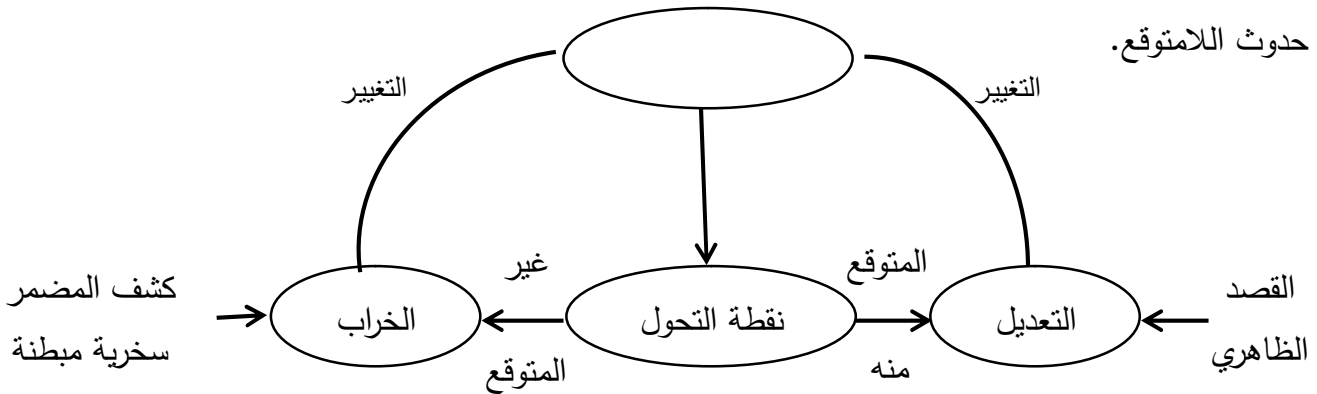 حدوث اللامتوقع.
التغيير
التغيير
المتوقع
غير
القصد
كشف المضمر
التعديل
نقطة التحول
الخراب
الظاهري
سخرية مبطنة
منه
المتوقع